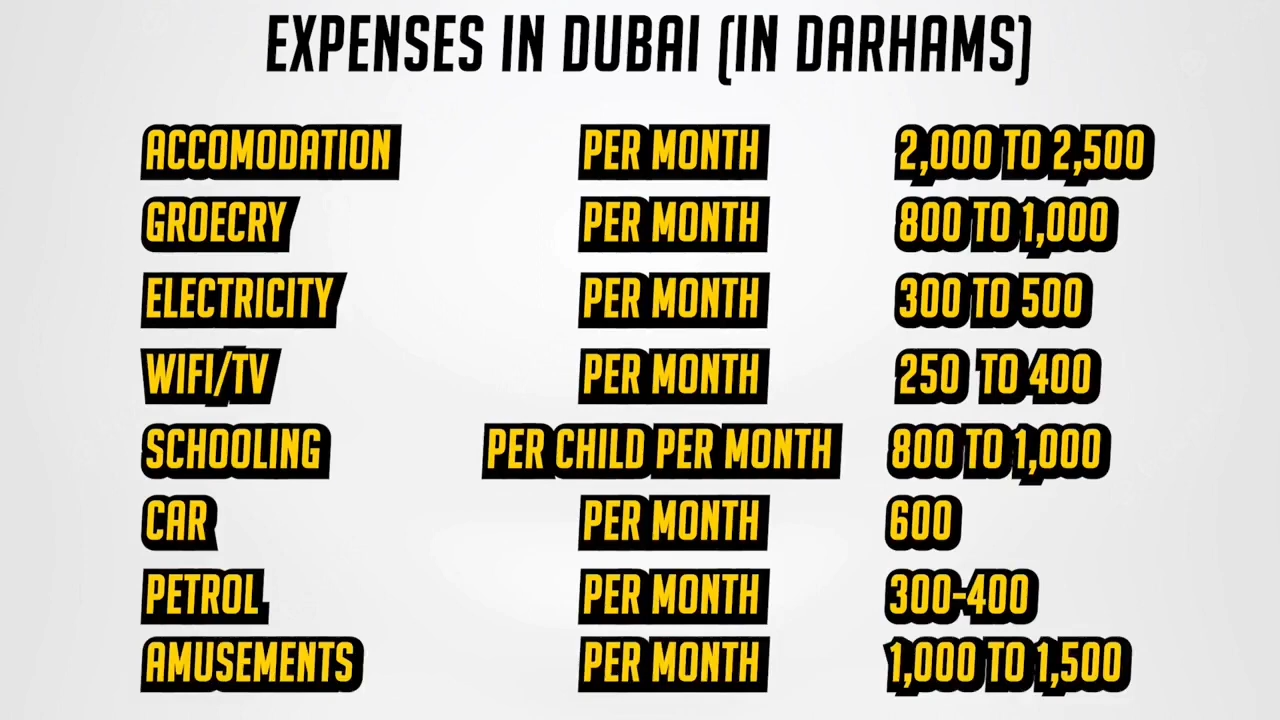 EXPENSES IN DUBAI (IN DARHAMS)
ACCOMODATION PER MONTH 2,000 TO 2,500
GROECRY PER MONTH 800 TO 1,000
ELECTRICITY PER MONTH 300 TO 500
WIFI/TV PER MONTH 250 TO 400
SCHOOLING PER CHILD PER MONTH 800 TO 1,000
CAR PER MONTH 600
PETROL PER MONTH 300-400
AMUSEMENTS PER MONTH 1,000 TO 1,500